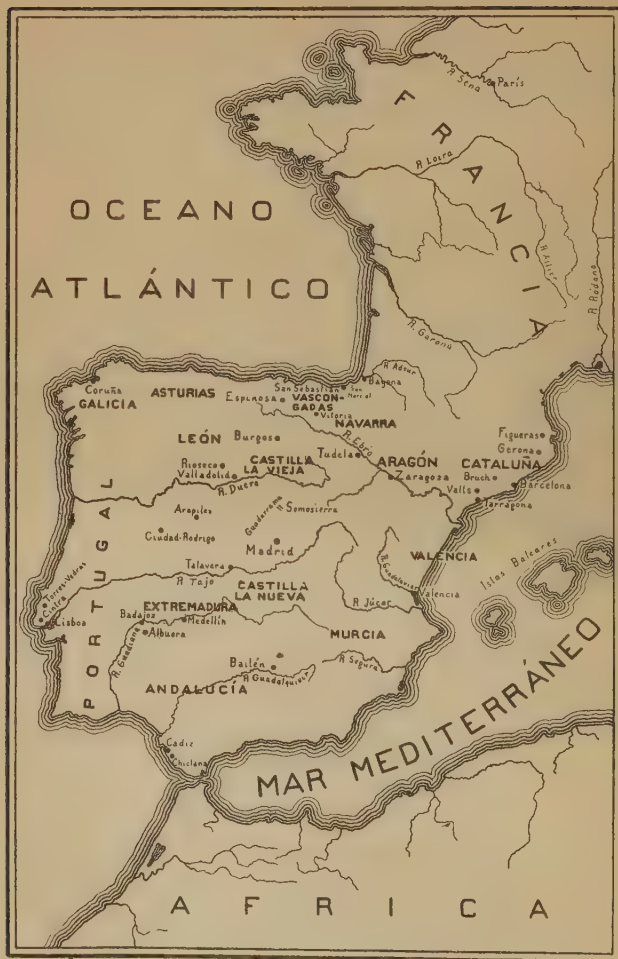 FRANCIA
R. Sena
París
R. Loira
R. Allier
R. Ródano
R. Garona
OCEANO
ATLÁNTICO
R. Adour
Bayona
San Sebastián
San Marcial
Coruña
GALICIA
ASTURIAS
Espinosa
VASCON-
GADAS
Vitoria
NAVARRA
LEÓN
Burgos
R. Ebro
Tudela
ARAGÓN
Zaragoza
CATALUÑA
Figueras
Gerona
Bruch
Barcelona
Valls
Tarragona
Rioseco
Valladolid
CASTILLA
LA VIEJA
R. Duero
Arapiles
Ciudad-Rodrigo
Guadarrama
Somosierra
Madrid
Talavera
R. Tajo
CASTILLA
LA NUEVA
VALENCIA
R. Guadalaviar
Valencia
R. Júcar
Islas Baleares
PORTUGAL
Torres-Vedras
Cintra
Lisboa
EXTREMADURA
Badajoz
Medellín
Albuera
R. Guadiana
MURCIA
Bailén
R. Segura
R. Guadalquivir
ANDALUCÍA
Cadiz
Chiclana
MAR MEDITERRÁNEO
AFRICA